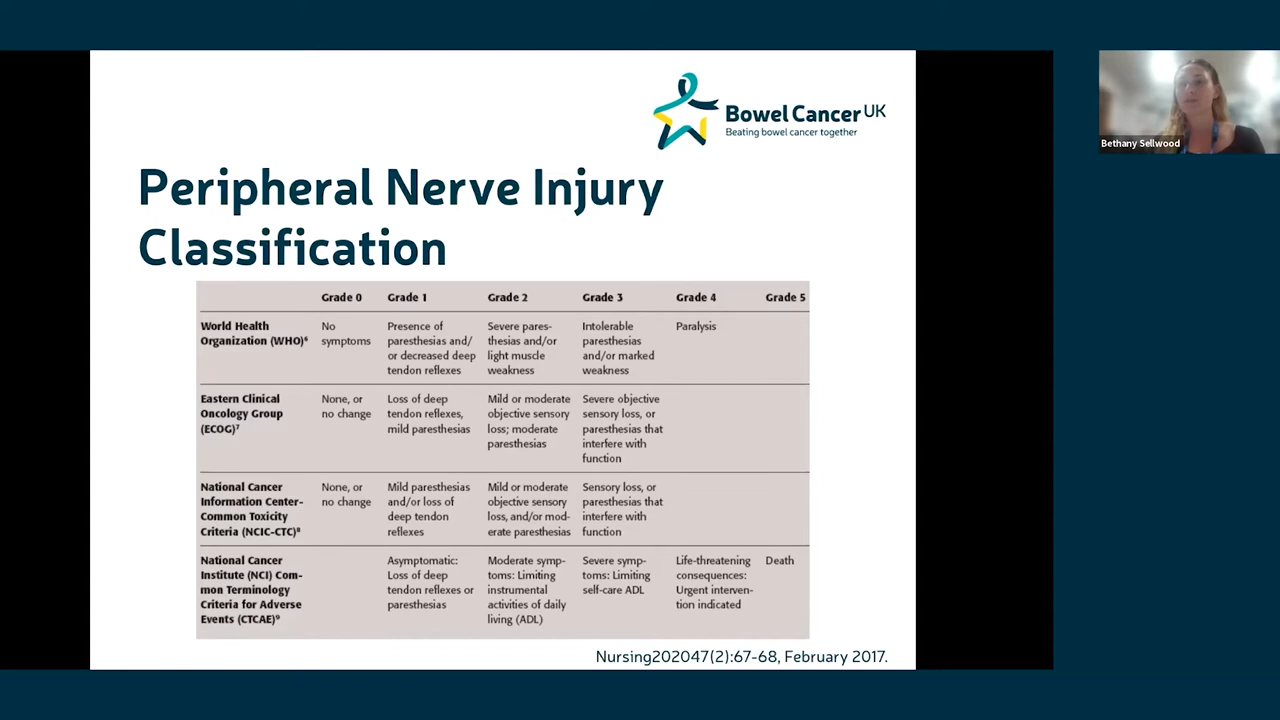 Bowel Cancer UK
Beating bowel cancer together
Bethany Sellwood
Peripheral Nerve Injury
Classification
Grade 0 Grade 1 Grade 2 Grade 3 Grade 4 Grade 5
World Health
Organization (WHO)⁶
No
symptoms
Presence of
paresthesias and/
or decreased deep
tendon reflexes
Severe pares-
thesias and/or
light muscle
weakness
Intolerable
paresthesias
and/or marked
weakness
Paralysis
Eastern Clinical
Oncology Group
(ECOG)⁷
None, or
no change
Loss of deep
tendon reflexes,
mild paresthesias
Mild or moderate
objective sensory
loss; moderate
paresthesias
Severe objective
sensory loss, or
paresthesias that
interfere with
function
National Cancer
Information Center-
Common Toxicity
Criteria (NCIC-CTC)⁸
None, or
no change
Mild paresthesias
and/or loss of
deep tendon
reflexes
Mild or moderate
objective sensory
loss, and/or mod-
erate paresthesias
Sensory loss, or
paresthesias that
interfere with
function
National Cancer
Institute (NCI) Com-
mon Terminology
Criteria for Adverse
Events (CTCAE)⁹
Asymptomatic:
Loss of deep
tendon reflexes or
paresthesias
Moderate symp-
toms: Limiting
instrumental
activities of daily
living (ADL)
Severe symp-
toms: Limiting
self-care ADL
Life-threatening
consequences:
Urgent interven-
tion indicated
Death
Nursing202047(2):67-68, February 2017.